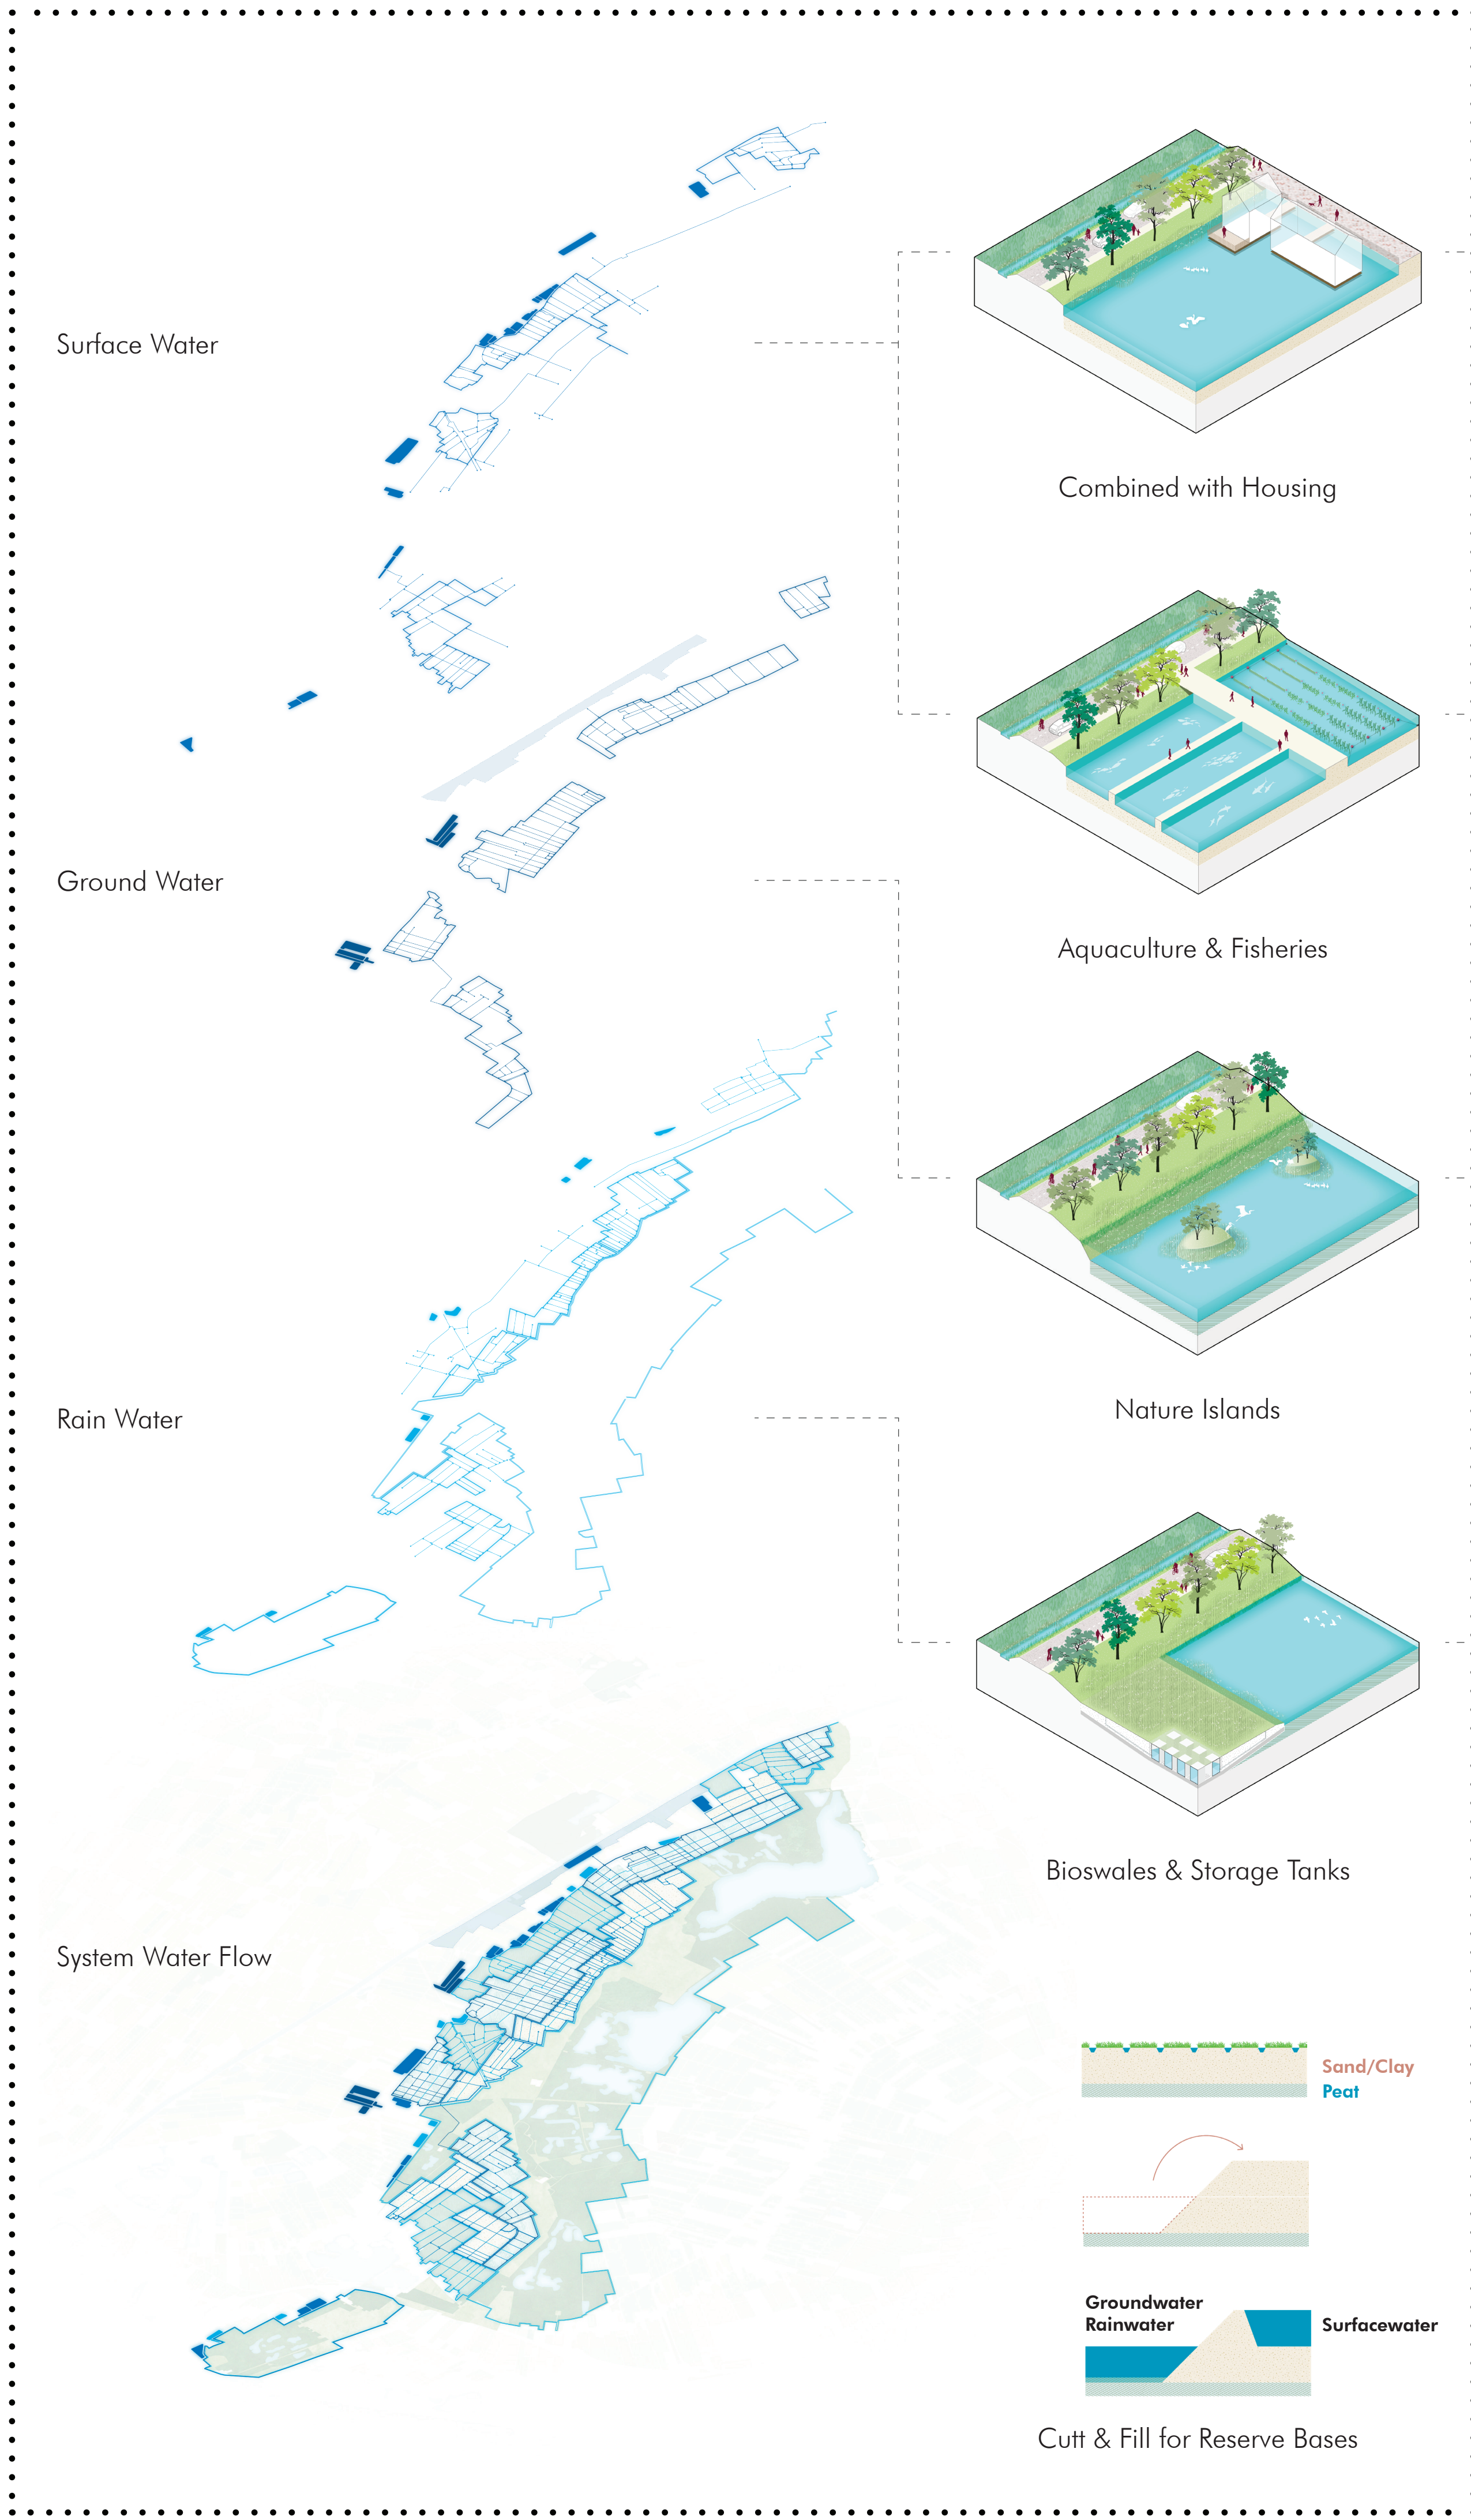 Surface Water
Combined with Housing
Ground Water
Aquaculture & Fisheries
Rain Water
Nature Islands
Bioswales & Storage Tanks
System Water Flow
Sand/Clay
Peat
Groundwater
Rainwater
Surfacewater
Cutt & Fill for Reserve Bases